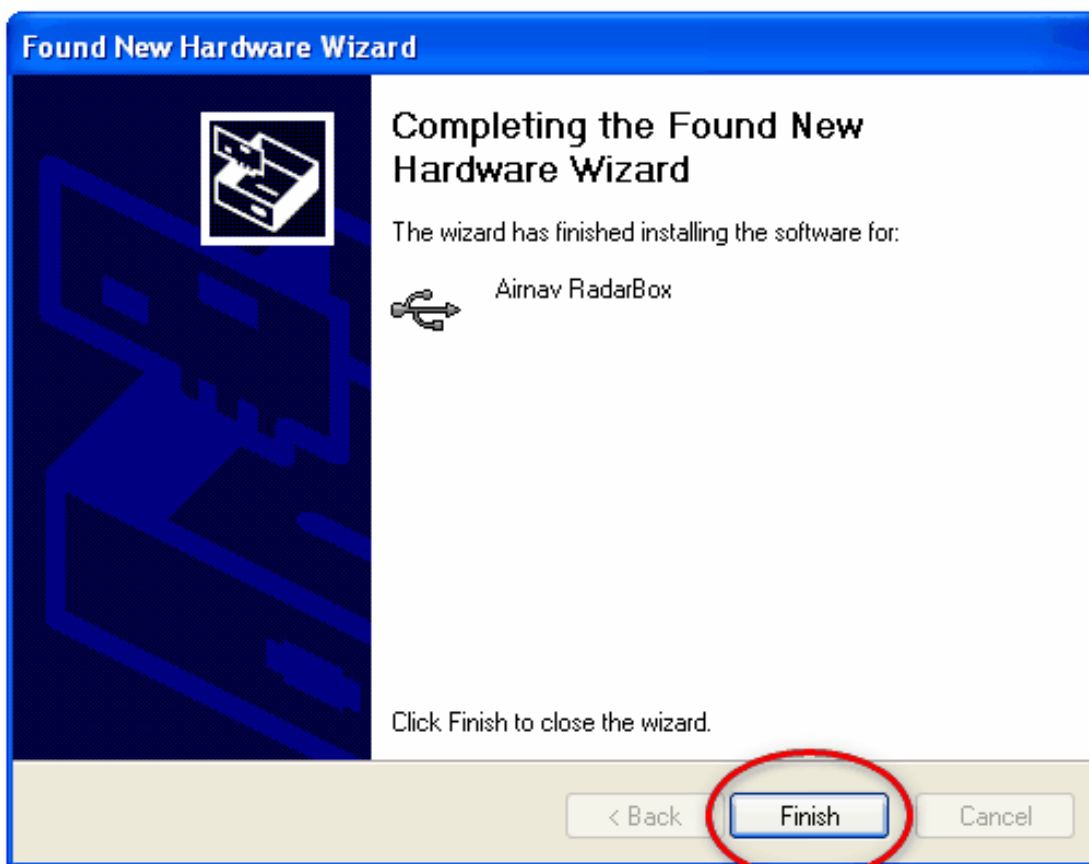 Found New Hardware Wizard
Completing the Found New
Hardware Wizard
The wizard has finished installing the software for:
Airnav RadarBox
Click Finish to close the wizard.
< Back
Finish
Cancel